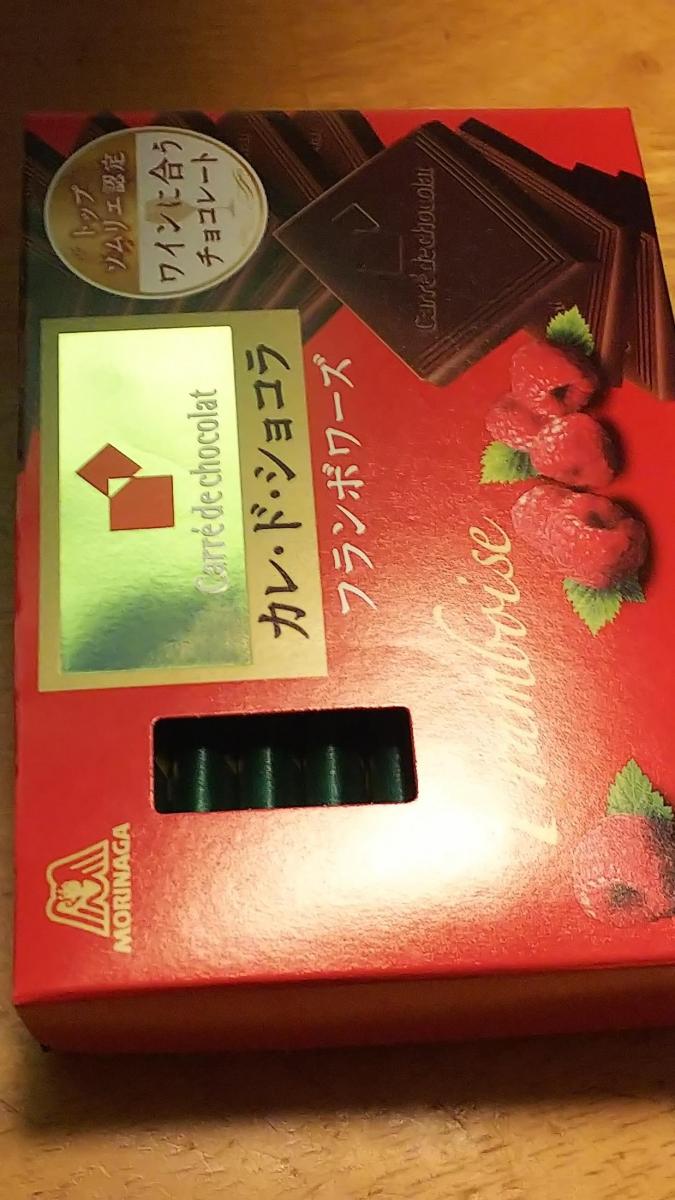 トップ
ソムリエ認定
ワインに合う
チョコレート
Carré de chocolat
Carré de chocolat
カレ・ド・ショコラ
フランボワーズ
Framboise
MORINAGA